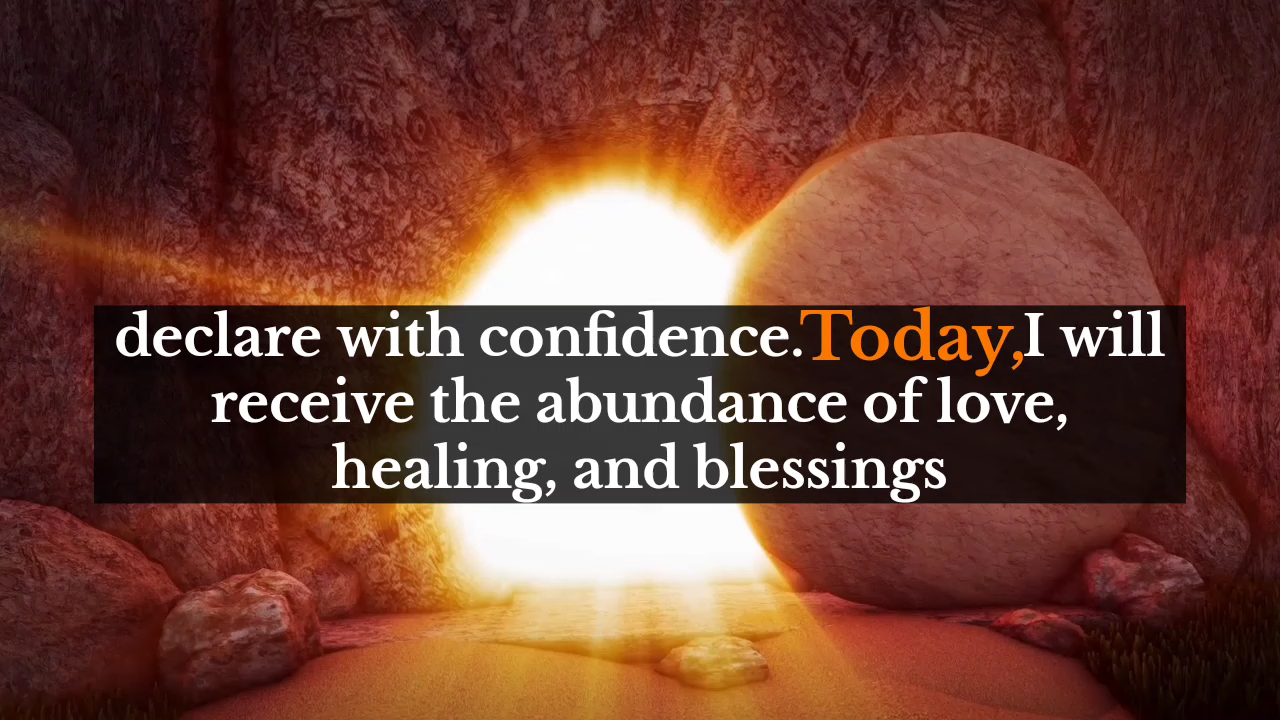 declare with confidence.Today,I will
receive the abundance of love,
healing, and blessings